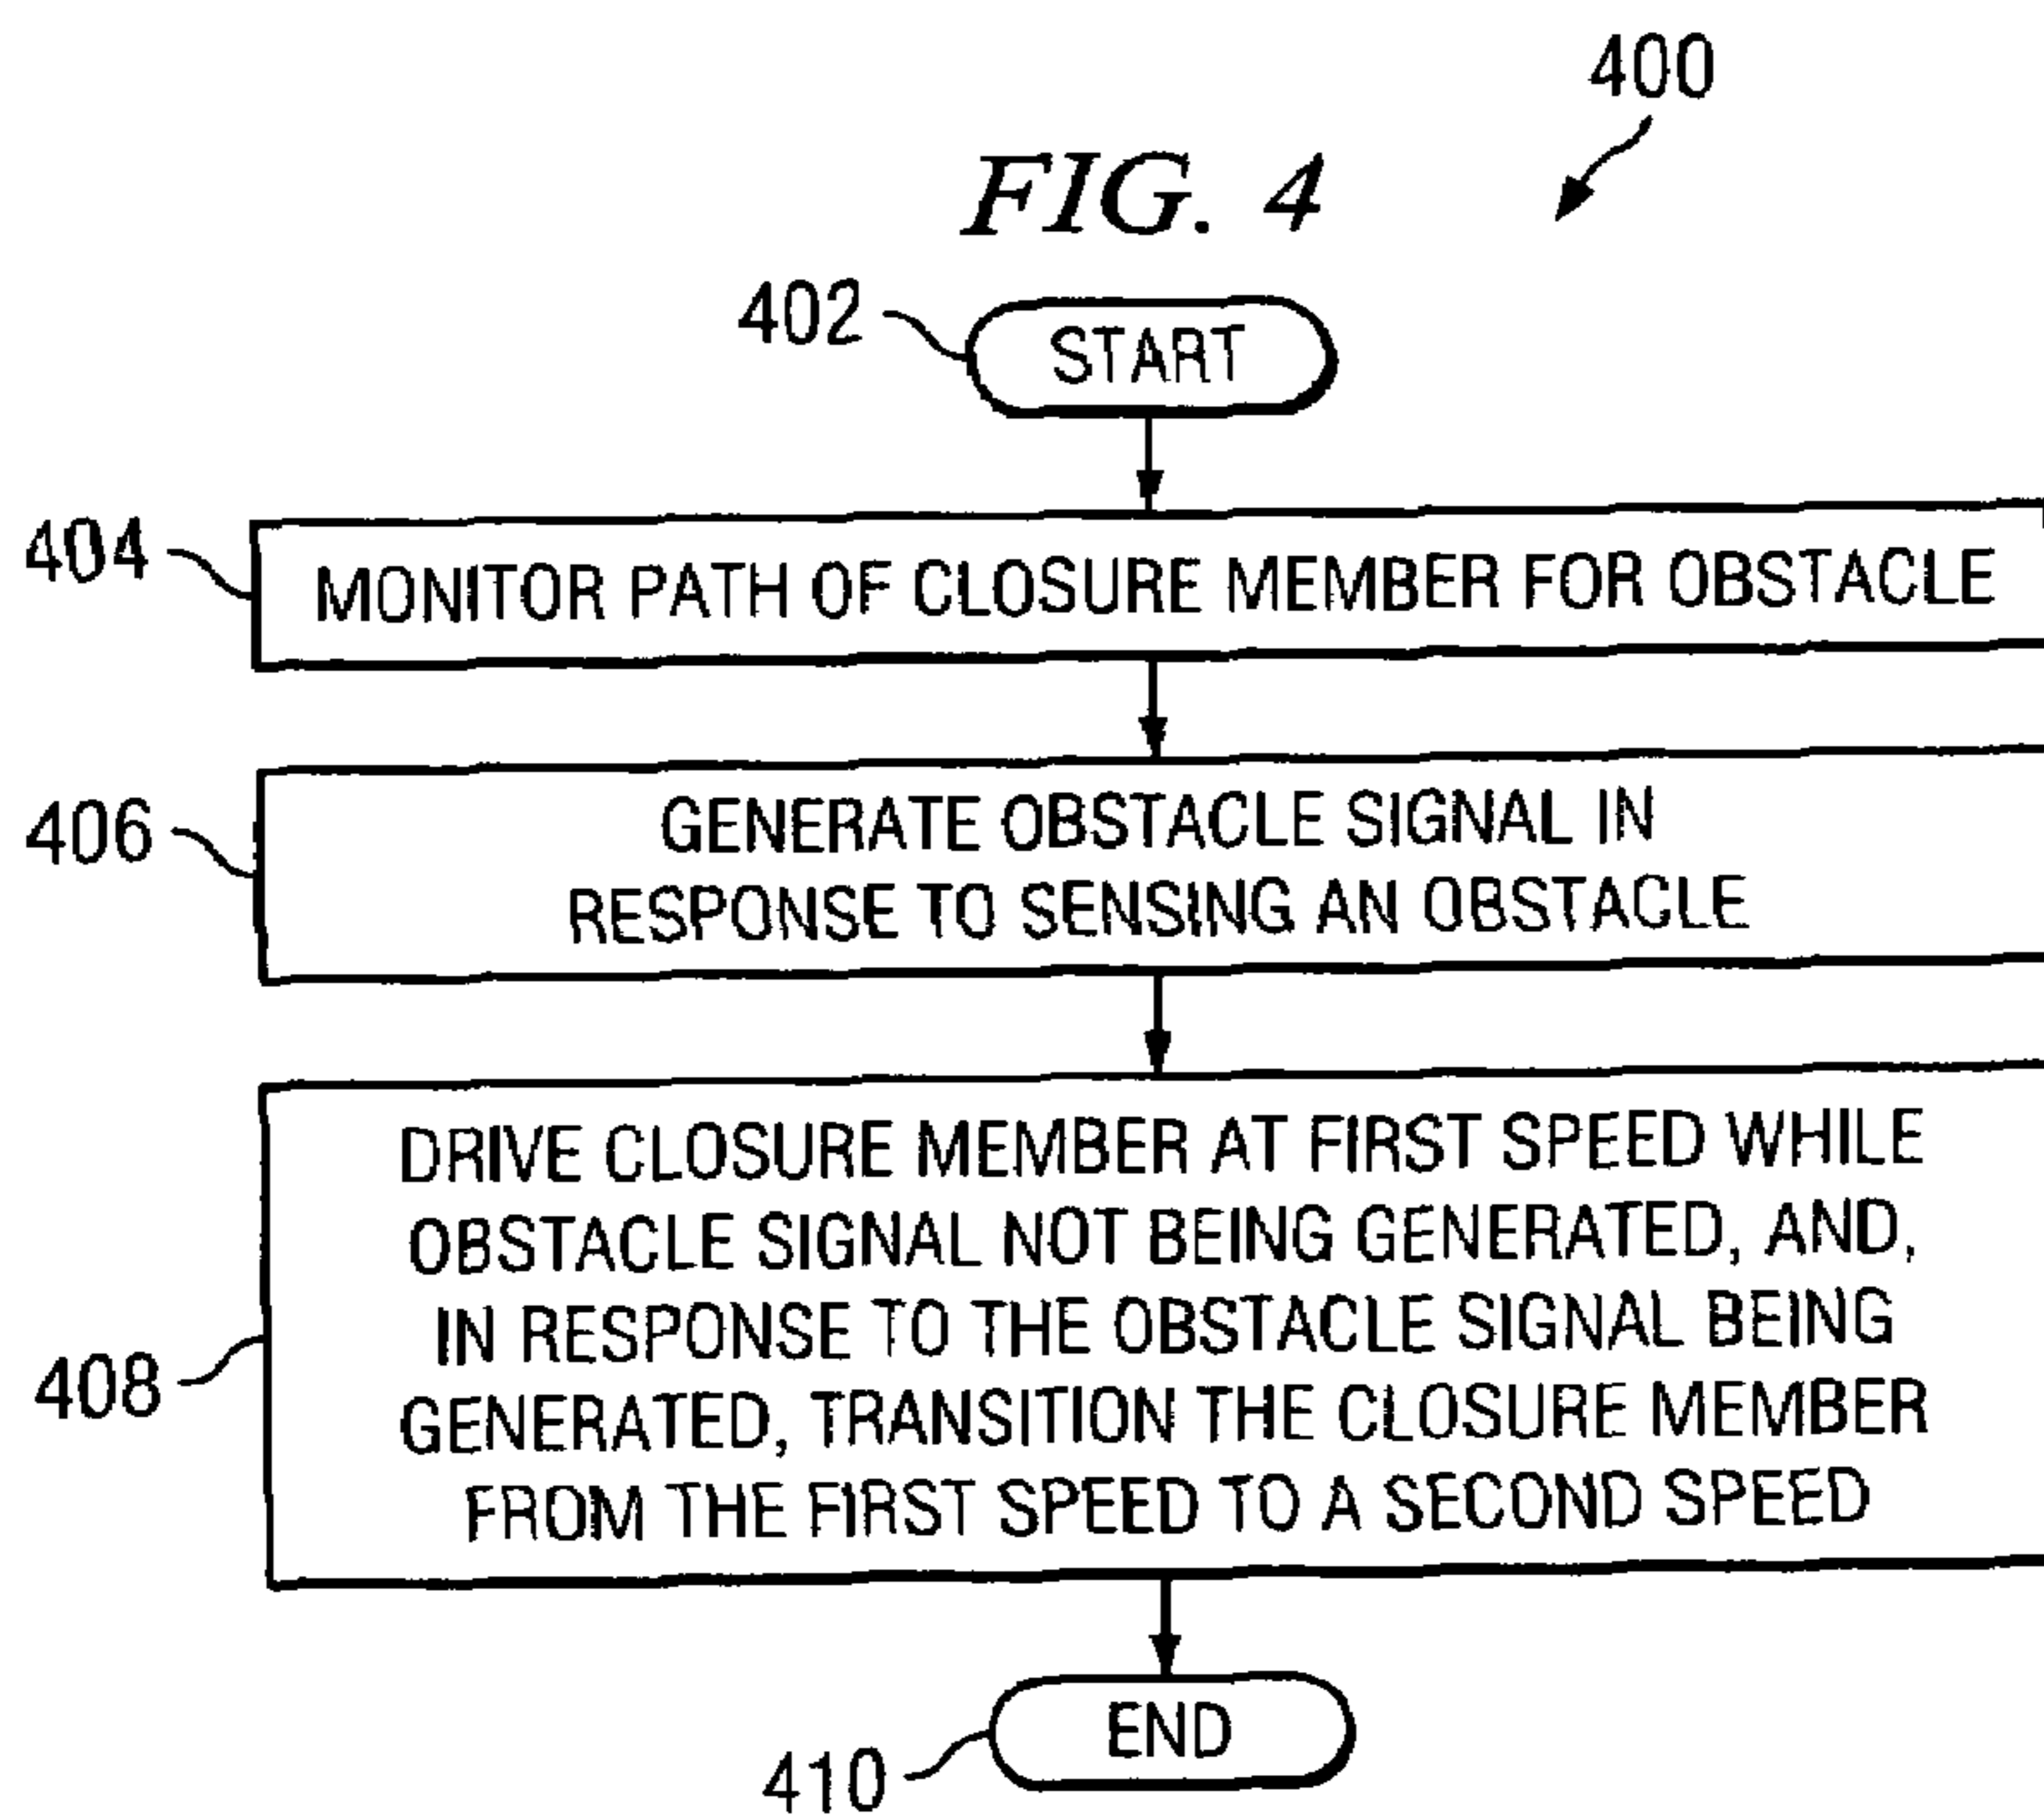 400
FIG. 4
402
START
404
MONITOR PATH OF CLOSURE MEMBER FOR OBSTACLE
406
GENERATE OBSTACLE SIGNAL IN
RESPONSE TO SENSING AN OBSTACLE
408
DRIVE CLOSURE MEMBER AT FIRST SPEED WHILE
OBSTACLE SIGNAL NOT BEING GENERATED, AND,
IN RESPONSE TO THE OBSTACLE SIGNAL BEING
GENERATED, TRANSITION THE CLOSURE MEMBER
FROM THE FIRST SPEED TO A SECOND SPEED
410
END